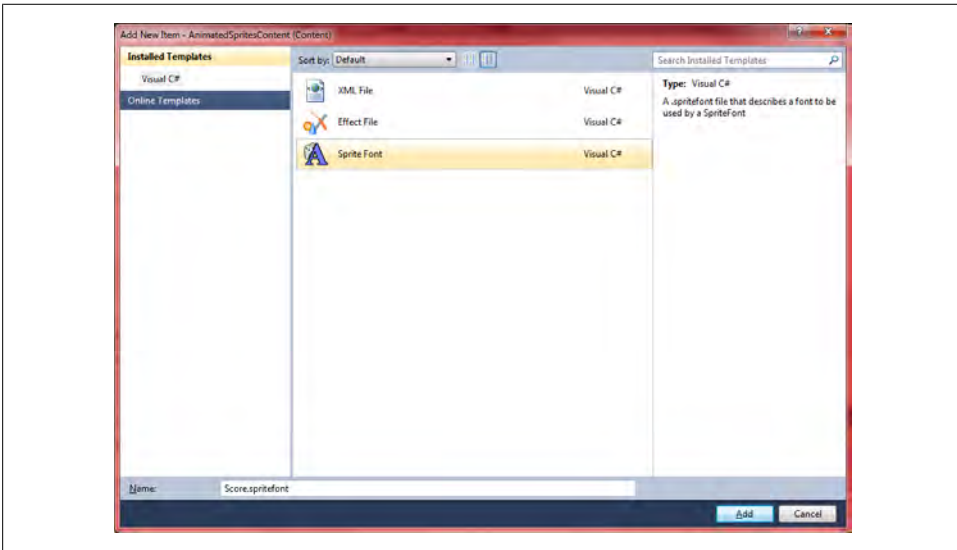 Add New Item - AnimatedSpritesContent (Content)
Installed Templates
Visual C#
Online Templates
Sort by: Default
Search Installed Templates
XML File Visual C#
Effect File Visual C#
Sprite Font Visual C#
Type: Visual C#
A .spritefont file that describes a font to be
used by a SpriteFont
Name: Score.spritefont
Add Cancel